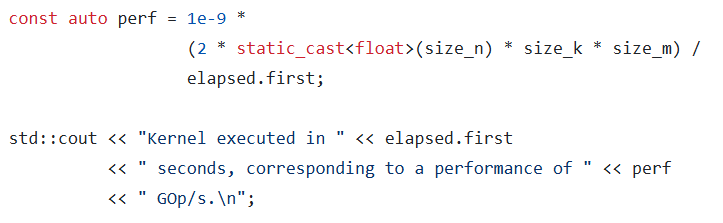 const auto perf = 1e-9 *
                  (2 * static_cast<float>(size_n) * size_k * size_m) /
                  elapsed.first;

std::cout << "Kernel executed in " << elapsed.first
          << " seconds, corresponding to a performance of " << perf
          << " GOp/s.\n";